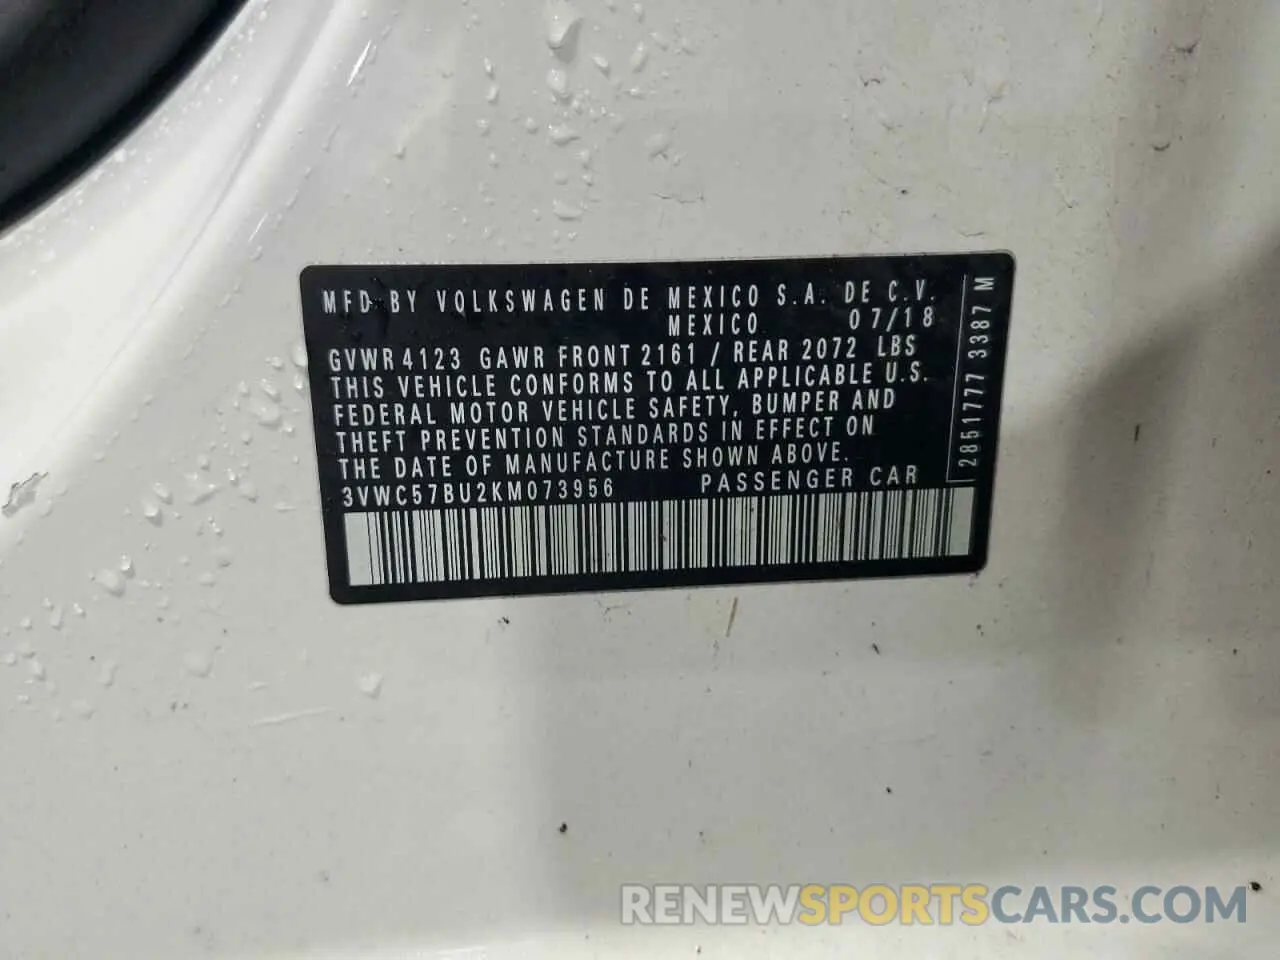 MFD BY VOLKSWAGEN DE MEXICO S.A. DE C.V.
MEXICO 07/18
GVWR 4123 GAWR FRONT 2161 / REAR 2072 LBS
THIS VEHICLE CONFORMS TO ALL APPLICABLE U.S.
FEDERAL MOTOR VEHICLE SAFETY, BUMPER AND
THEFT PREVENTION STANDARDS IN EFFECT ON
THE DATE OF MANUFACTURE SHOWN ABOVE.
3VWC57BU2KM073956 PASSENGER CAR
2851777 3387 M
RENEWSPORTSCARS.COM